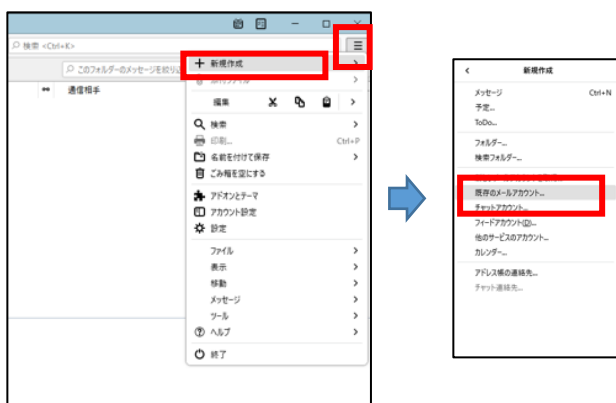 検索 <Ctrl+K>
このフォルダーのメッセージを絞り込
通信相手
新規作成
編集
検索
印刷... Ctrl+P
名前を付けて保存
ごみ箱を空にする
アドオンとテーマ
アカウント設定
設定
ファイル
表示
移動
メッセージ
ツール
ヘルプ
終了
新規作成
メッセージ Ctrl+N
予定...
ToDo...
フォルダー...
検索フォルダー...
既存のメールアカウント...
チャットアカウント...
フィードアカウント(D)...
他のサービスのアカウント...
カレンダー...
アドレス帳の連絡先...
チャット連絡先...